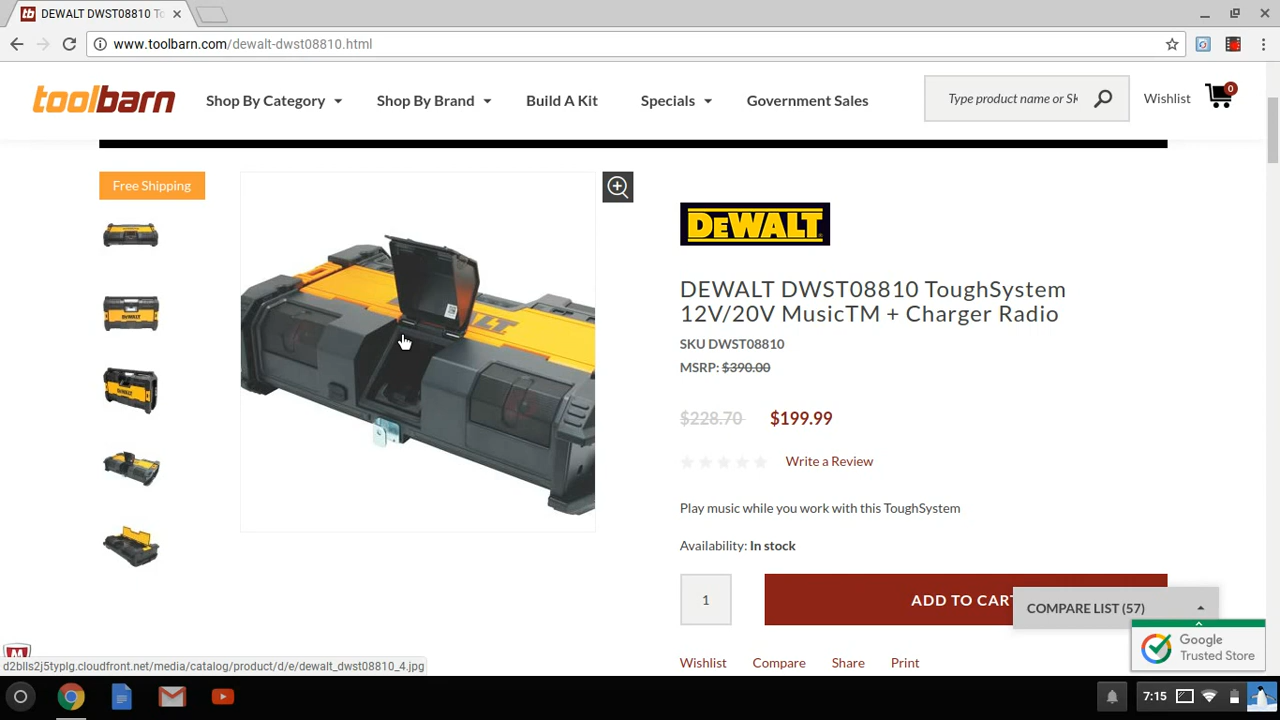 DEWALT DWST08810 To
www.toolbarn.com/dewalt-dwst08810.html
toolbarn
Shop By Category
Shop By Brand
Build A Kit
Specials
Government Sales
Type product name or SK
Wishlist
0
Free Shipping
DEWALT
DEWALT DWST08810 ToughSystem
12V/20V MusicTM + Charger Radio
SKU DWST08810
MSRP: $390.00
$228.70 $199.99
Write a Review
Play music while you work with this ToughSystem
Availability: In stock
1
ADD TO CART
COMPARE LIST (57)
Google
Trusted Store
Wishlist
Compare
Share
Print
d2blls2j5typlg.cloudfront.net/media/catalog/product/d/e/dewalt_dwst08810_4.jpg
7:15